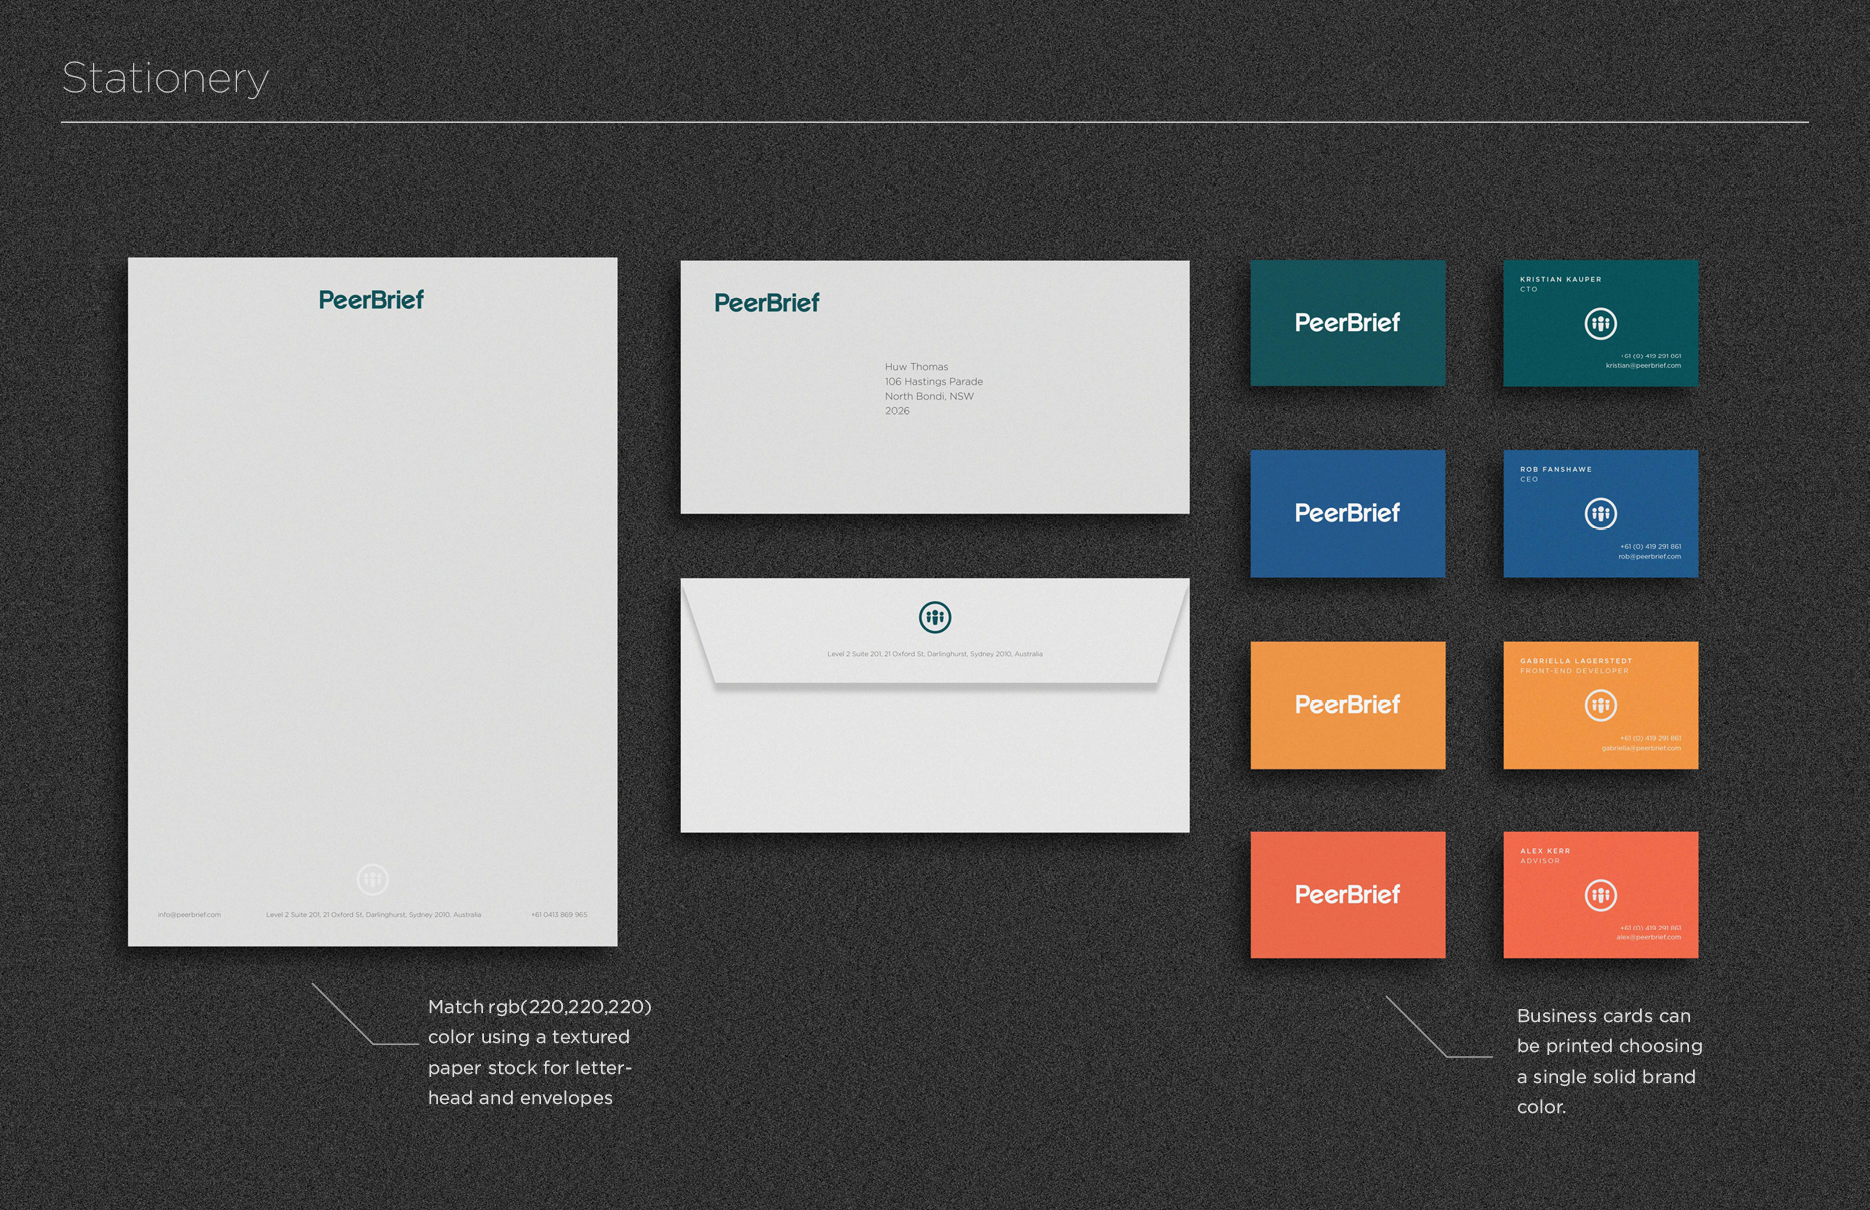 Stationery
PeerBrief
info@peerbrief.com
Level 2 Suite 201, 21 Oxford St, Darlinghurst, Sydney 2010, Australia
+61 0413 869 965
Match rgb(220,220,220)
color using a textured
paper stock for letter-
head and envelopes
PeerBrief
Huw Thomas
106 Hastings Parade
North Bondi, NSW
2026
Level 2 Suite 201, 21 Oxford St, Darlinghurst, Sydney 2010, Australia
PeerBrief
KRISTIAN KAUPER
CTO
+61 (0) 419 291 061
kristian@peerbrief.com
PeerBrief
ROB FANSHAWE
CEO
+61 (0) 419 291 861
rob@peerbrief.com
PeerBrief
GABRIELLA LAGERSTEDT
FRONT-END DEVELOPER
+61 (0) 419 291 861
gabriella@peerbrief.com
PeerBrief
ALEX KERR
ADVISOR
+61 (0) 419 291 861
alex@peerbrief.com
Business cards can
be printed choosing
a single solid brand
color.